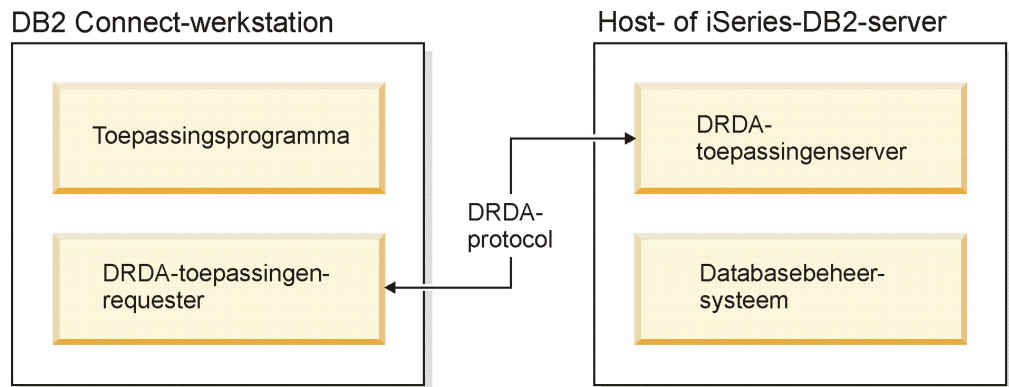 DB2 Connect-werkstation
Toepassingsprogramma
DRDA-toepassingen-
requester
DRDA-
protocol
Host- of iSeries-DB2-server
DRDA-
toepassingenserver
Databasebeheer-
systeem